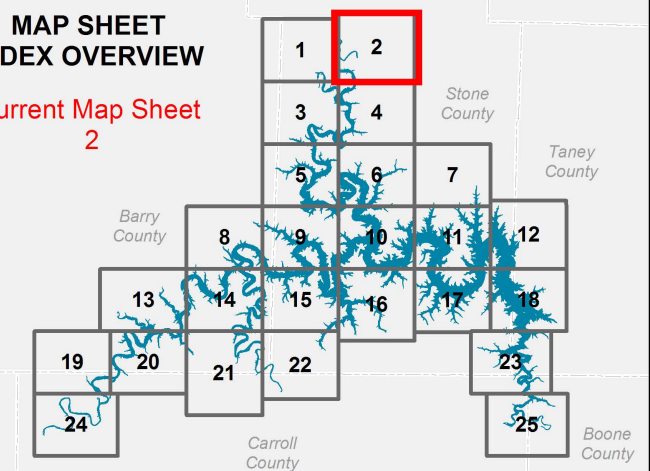 MAP SHEET
DEX OVERVIEW
urrent Map Sheet
2
1
2
3
4
Stone
County
5
6
7
Taney
County
Barry
County
8
9
10
11
12
13
14
15
16
17
18
19
20
21
22
23
24
25
Carroll
County
Boone
County